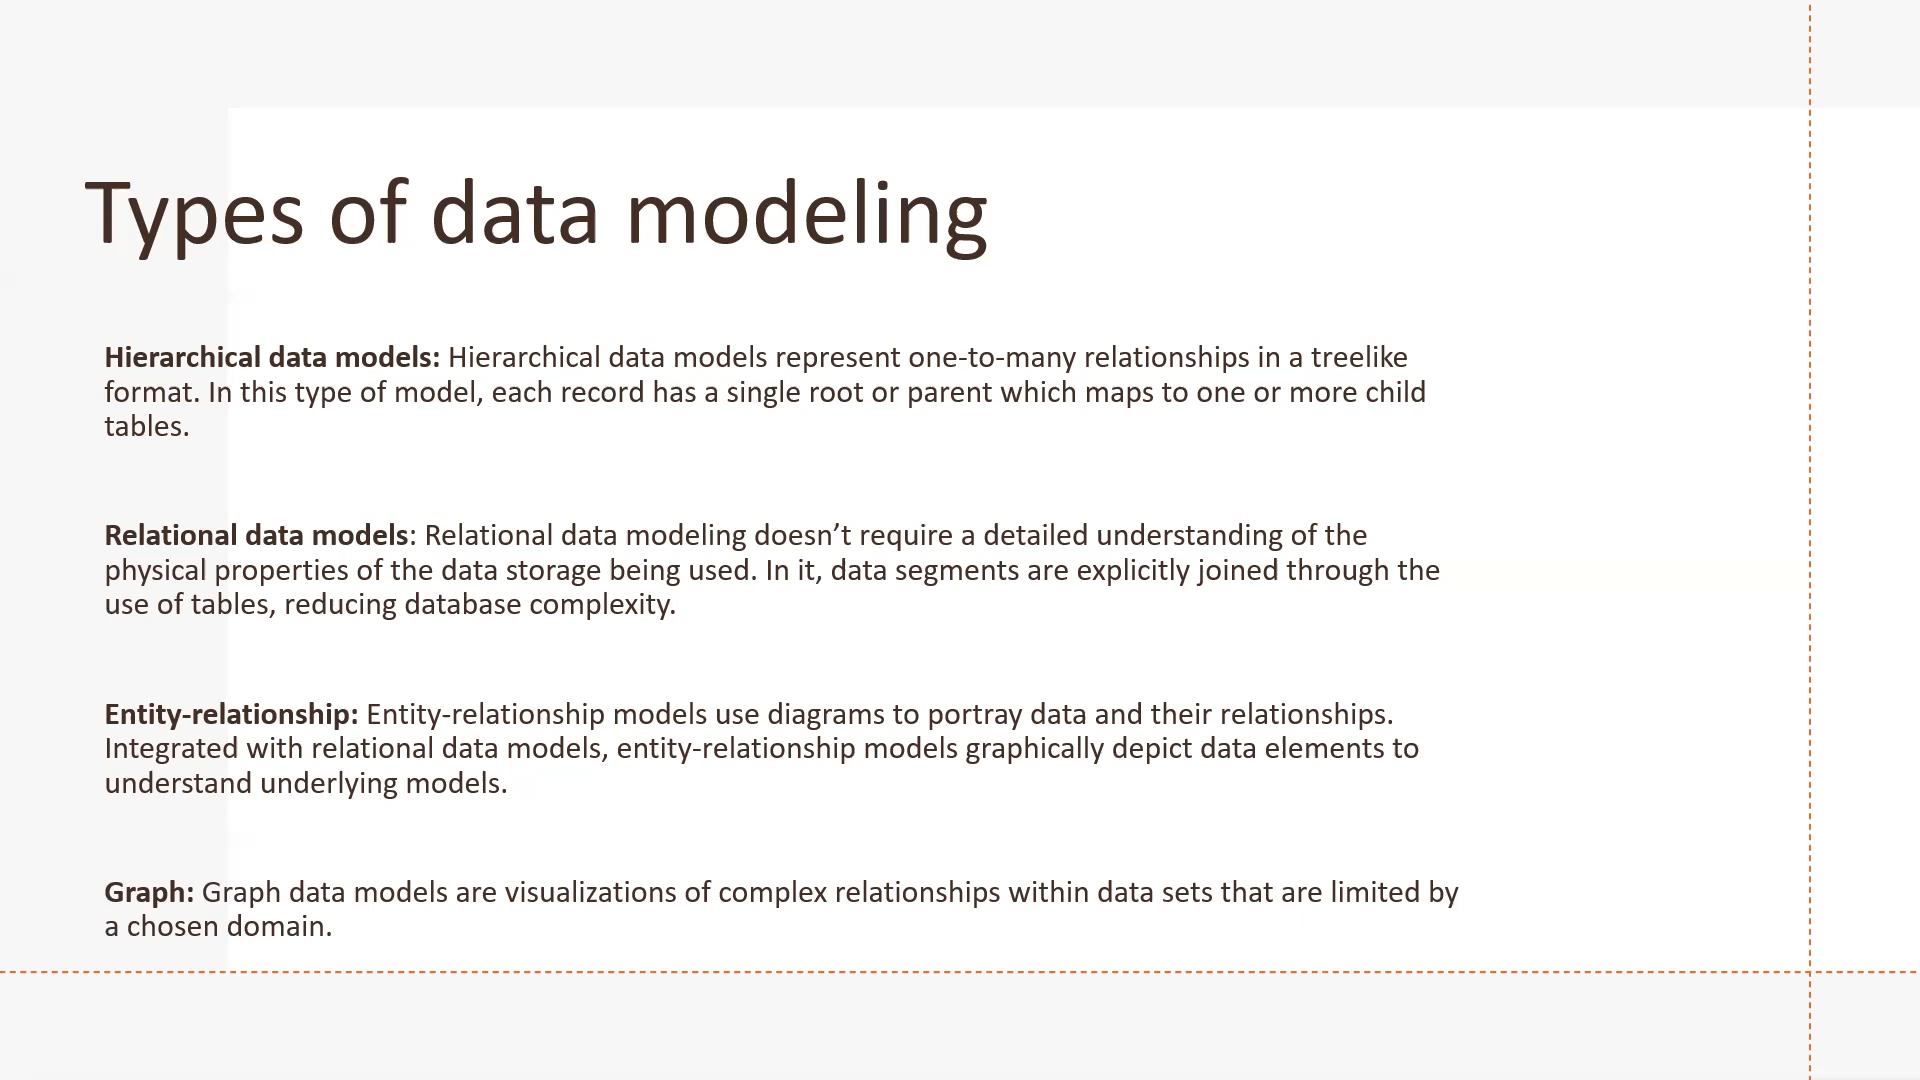 Types of data modeling
Hierarchical data models: Hierarchical data models represent one-to-many relationships in a treelike
format. In this type of model, each record has a single root or parent which maps to one or more child
tables.
Relational data models: Relational data modeling doesn’t require a detailed understanding of the
physical properties of the data storage being used. In it, data segments are explicitly joined through the
use of tables, reducing database complexity.
Entity-relationship: Entity-relationship models use diagrams to portray data and their relationships.
Integrated with relational data models, entity-relationship models graphically depict data elements to
understand underlying models.
Graph: Graph data models are visualizations of complex relationships within data sets that are limited by
a chosen domain.